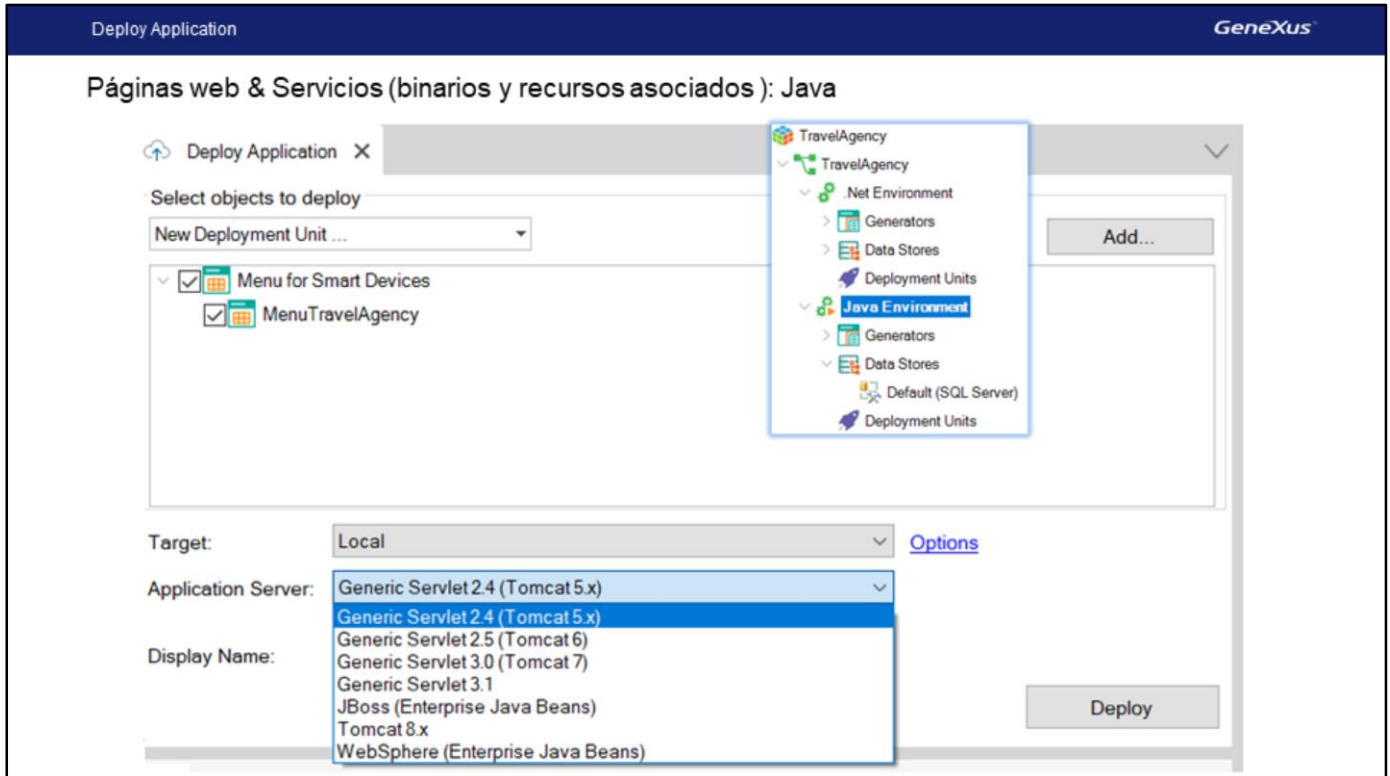 Deploy Application
GeneXus
Páginas web & Servicios (binarios y recursos asociados ): Java
Deploy Application
Select objects to deploy
New Deployment Unit ...
Add...
Menu for Smart Devices
MenuTravelAgency
TravelAgency
TravelAgency
.Net Environment
Generators
Data Stores
Deployment Units
Java Environment
Generators
Data Stores
Default (SQL Server)
Deployment Units
Target:
Local
Options
Application Server:
Generic Servlet 2.4 (Tomcat 5.x)
Generic Servlet 2.4 (Tomcat 5.x)
Generic Servlet 2.5 (Tomcat 6)
Generic Servlet 3.0 (Tomcat 7)
Generic Servlet 3.1
JBoss (Enterprise Java Beans)
Tomcat 8.x
WebSphere (Enterprise Java Beans)
Display Name:
Deploy